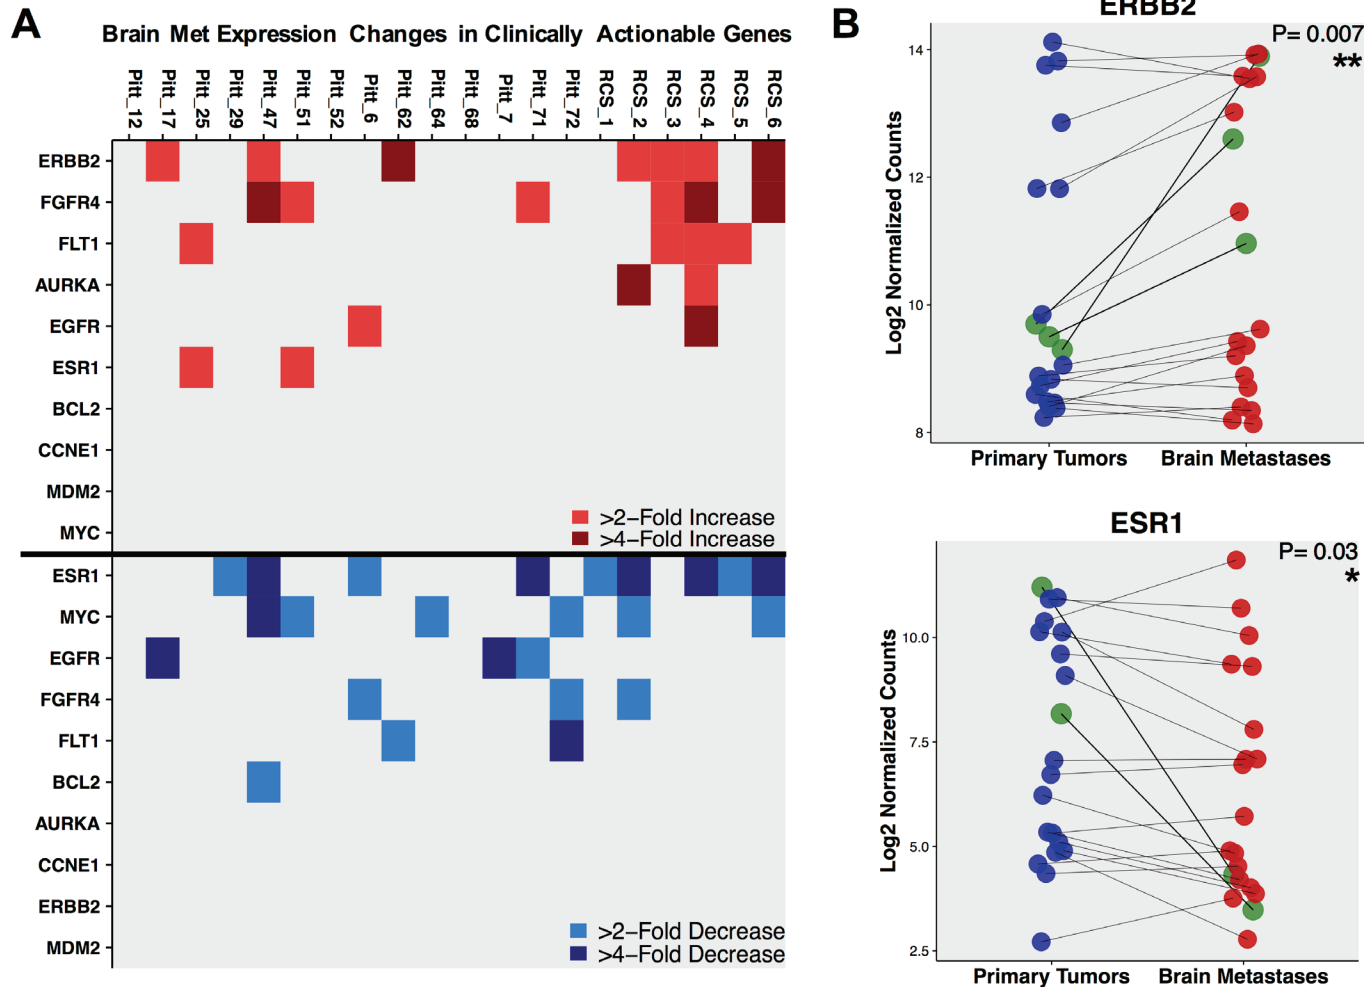 A
Brain Met Expression Changes in Clinically Actionable Genes
Pitt_12
Pitt_17
Pitt_25
Pitt_29
Pitt_47
Pitt_51
Pitt_52
Pitt_6
Pitt_62
Pitt_64
Pitt_68
Pitt_7
Pitt_71
Pitt_72
RCS_1
RCS_2
RCS_3
RCS_4
RCS_5
RCS_6
ERBB2
FGFR4
FLT1
AURKA
EGFR
ESR1
BCL2
CCNE1
MDM2
MYC
>2−Fold Increase
>4−Fold Increase
ESR1
MYC
EGFR
FGFR4
FLT1
BCL2
AURKA
CCNE1
ERBB2
MDM2
>2−Fold Decrease
>4−Fold Decrease
B
ERBB2
P= 0.007
**
Log2 Normalized Counts
14
12
10
8
Primary Tumors Brain Metastases
ESR1
P= 0.03
*
Log2 Normalized Counts
10.0
7.5
5.0
2.5
Primary Tumors Brain Metastases